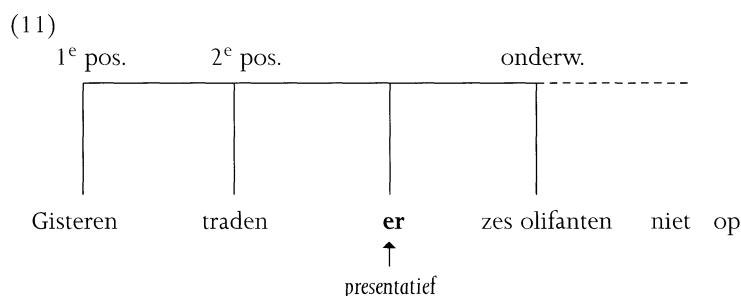 (11)
1e pos. 2e pos. onderw.
Gisteren traden er zes olifanten niet op
presentatief